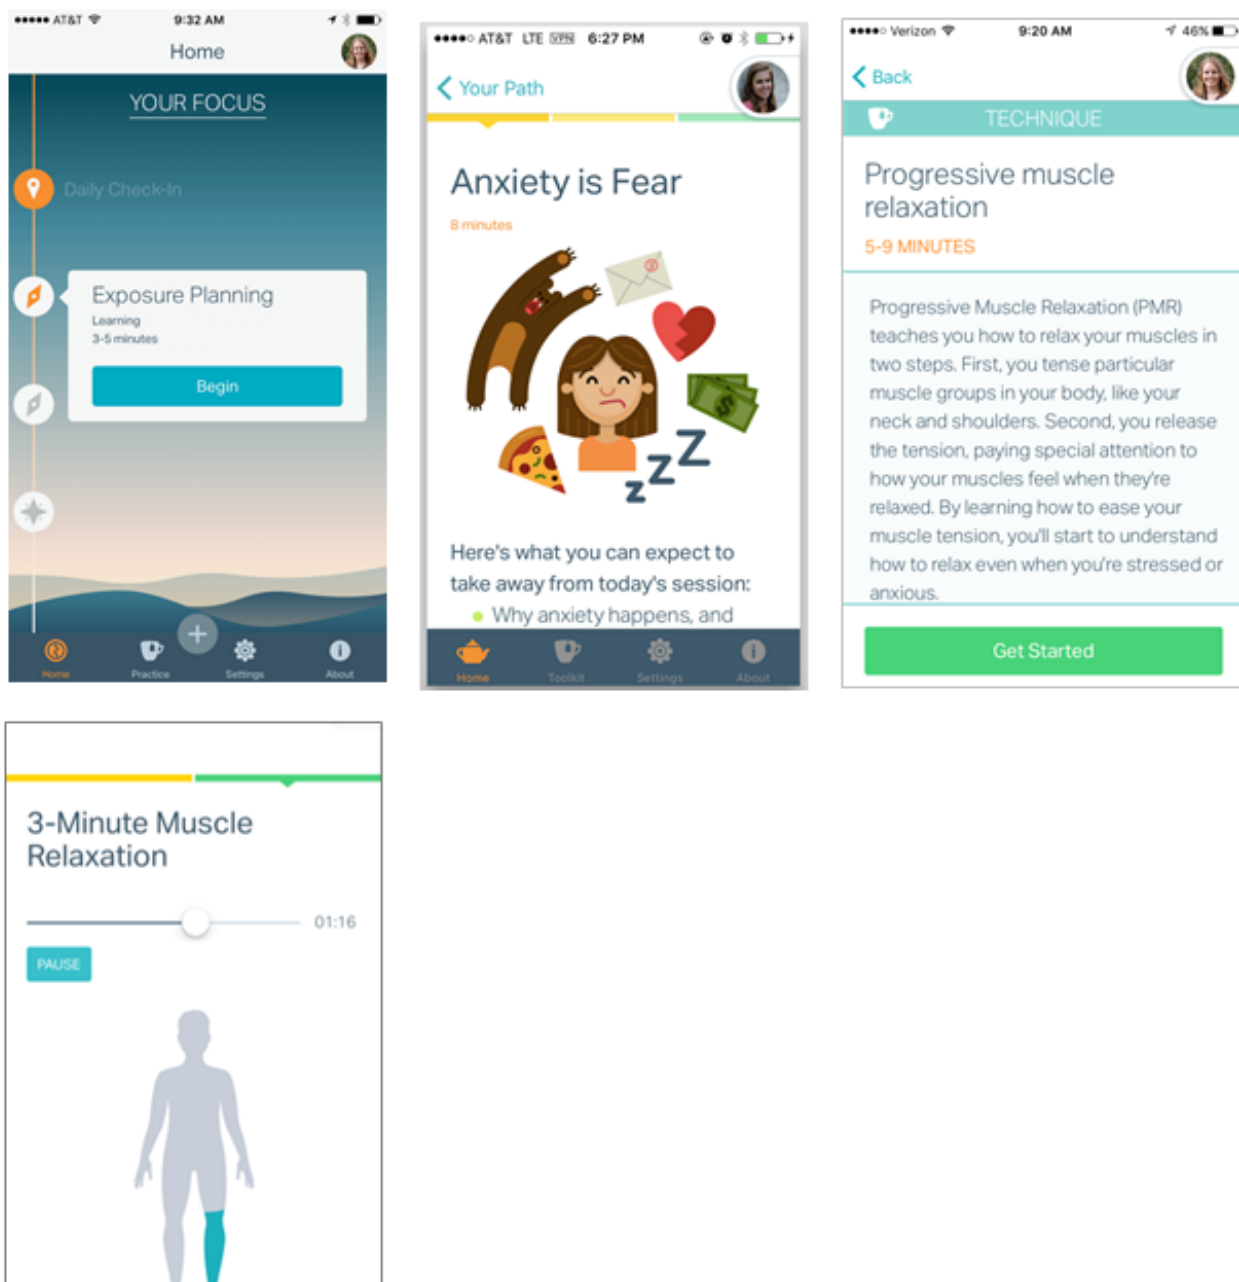 AT&T 9:32 AM
Home
YOUR FOCUS
Daily Check-In
Exposure Planning
Learning
3-5 minutes
Begin
Home Practice + Settings About
AT&T LTE VPN 6:27 PM
Your Path
Anxiety is Fear
8 minutes
$
z Z Z
Here's what you can expect to
take away from today's session:
• Why anxiety happens, and
Home Toolkit Settings About
Verizon 9:20 AM 46%
Back
TECHNIQUE
Progressive muscle
relaxation
5-9 MINUTES
Progressive Muscle Relaxation (PMR)
teaches you how to relax your muscles in
two steps. First, you tense particular
muscle groups in your body, like your
neck and shoulders. Second, you release
the tension, paying special attention to
how your muscles feel when they're
relaxed. By learning how to ease your
muscle tension, you'll start to understand
how to relax even when you're stressed or
anxious.
Get Started
3-Minute Muscle
Relaxation
01:16
PAUSE